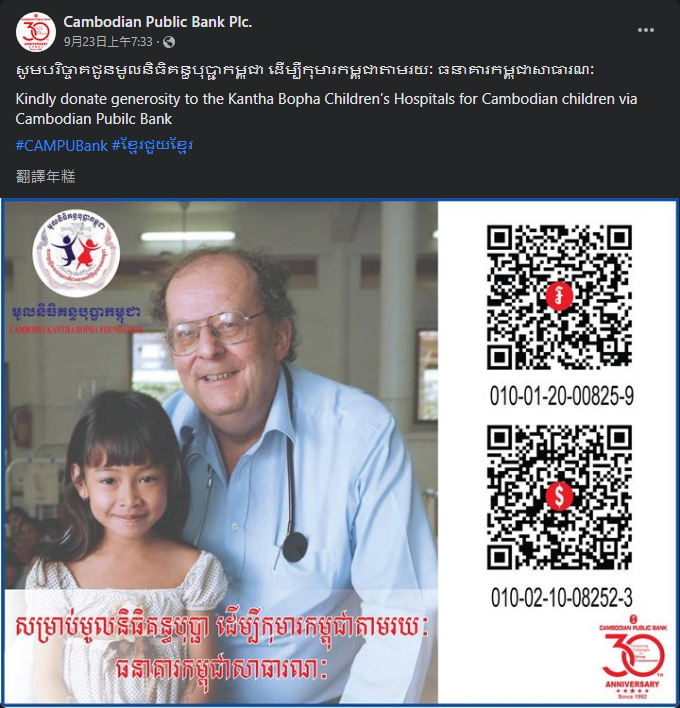 Cambodian Public Bank Plc.
9月23日上午7:33 ·
សូមបរិច្ចាគជូនមូលនិធិគន្ធបុប្ផាកម្ពុជា ដើម្បីកុមារកម្ពុជាតាមរយៈ ធនាគារកម្ពុជាសាធារណៈ
Kindly donate generosity to the Kantha Bopha Children's Hospitals for Cambodian children via
Cambodian Pubilc Bank
#CAMPUBank #ខ្មែរជួយខ្មែរ
翻譯年糕
មូលនិធិគន្ធបុប្ផាកម្ពុជា
CAMBODIA KANTHA BOPHA FOUNDATION
010-01-20-00825-9
$
010-02-10-08252-3
សម្រាប់មូលនិធិគន្ធបុប្ផា ដើម្បីកុមារកម្ពុជាតាមរយៈ
ធនាគារកម្ពុជាសាធារណៈ
CAMBODIAN PUBLIC BANK
30TH
ANNIVERSARY
Since 1992